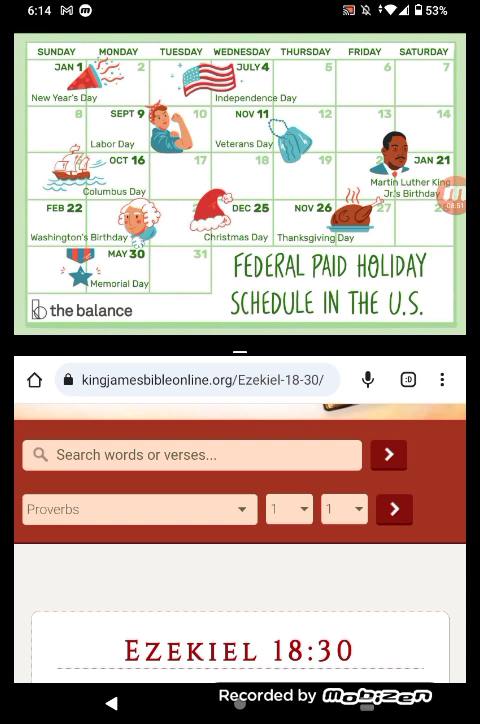 6:14 53%
SUNDAY MONDAY TUESDAY WEDNESDAY THURSDAY FRIDAY SATURDAY
JAN 1 2 JULY 4 5 6 7
New Year's Day Independence Day
8 SEPT 9 10 NOV 11 12 13 14
Labor Day Veterans Day
OCT 16 17 18 19 JAN 21
Columbus Day Martin Luther King
Jr.'s Birthday
FEB 22 DEC 25 NOV 26 27
Washington's Birthday Christmas Day Thanksgiving Day
MAY 30 31
Memorial Day
FEDERAL PAID HOLIDAY
SCHEDULE IN THE U.S.
the balance
08:51
kingjamesbibleonline.org/Ezekiel-18-30/
:D
Search words or verses...
Proverbs 1 1
EZEKIEL 18:30
Recorded by MOBIZEN